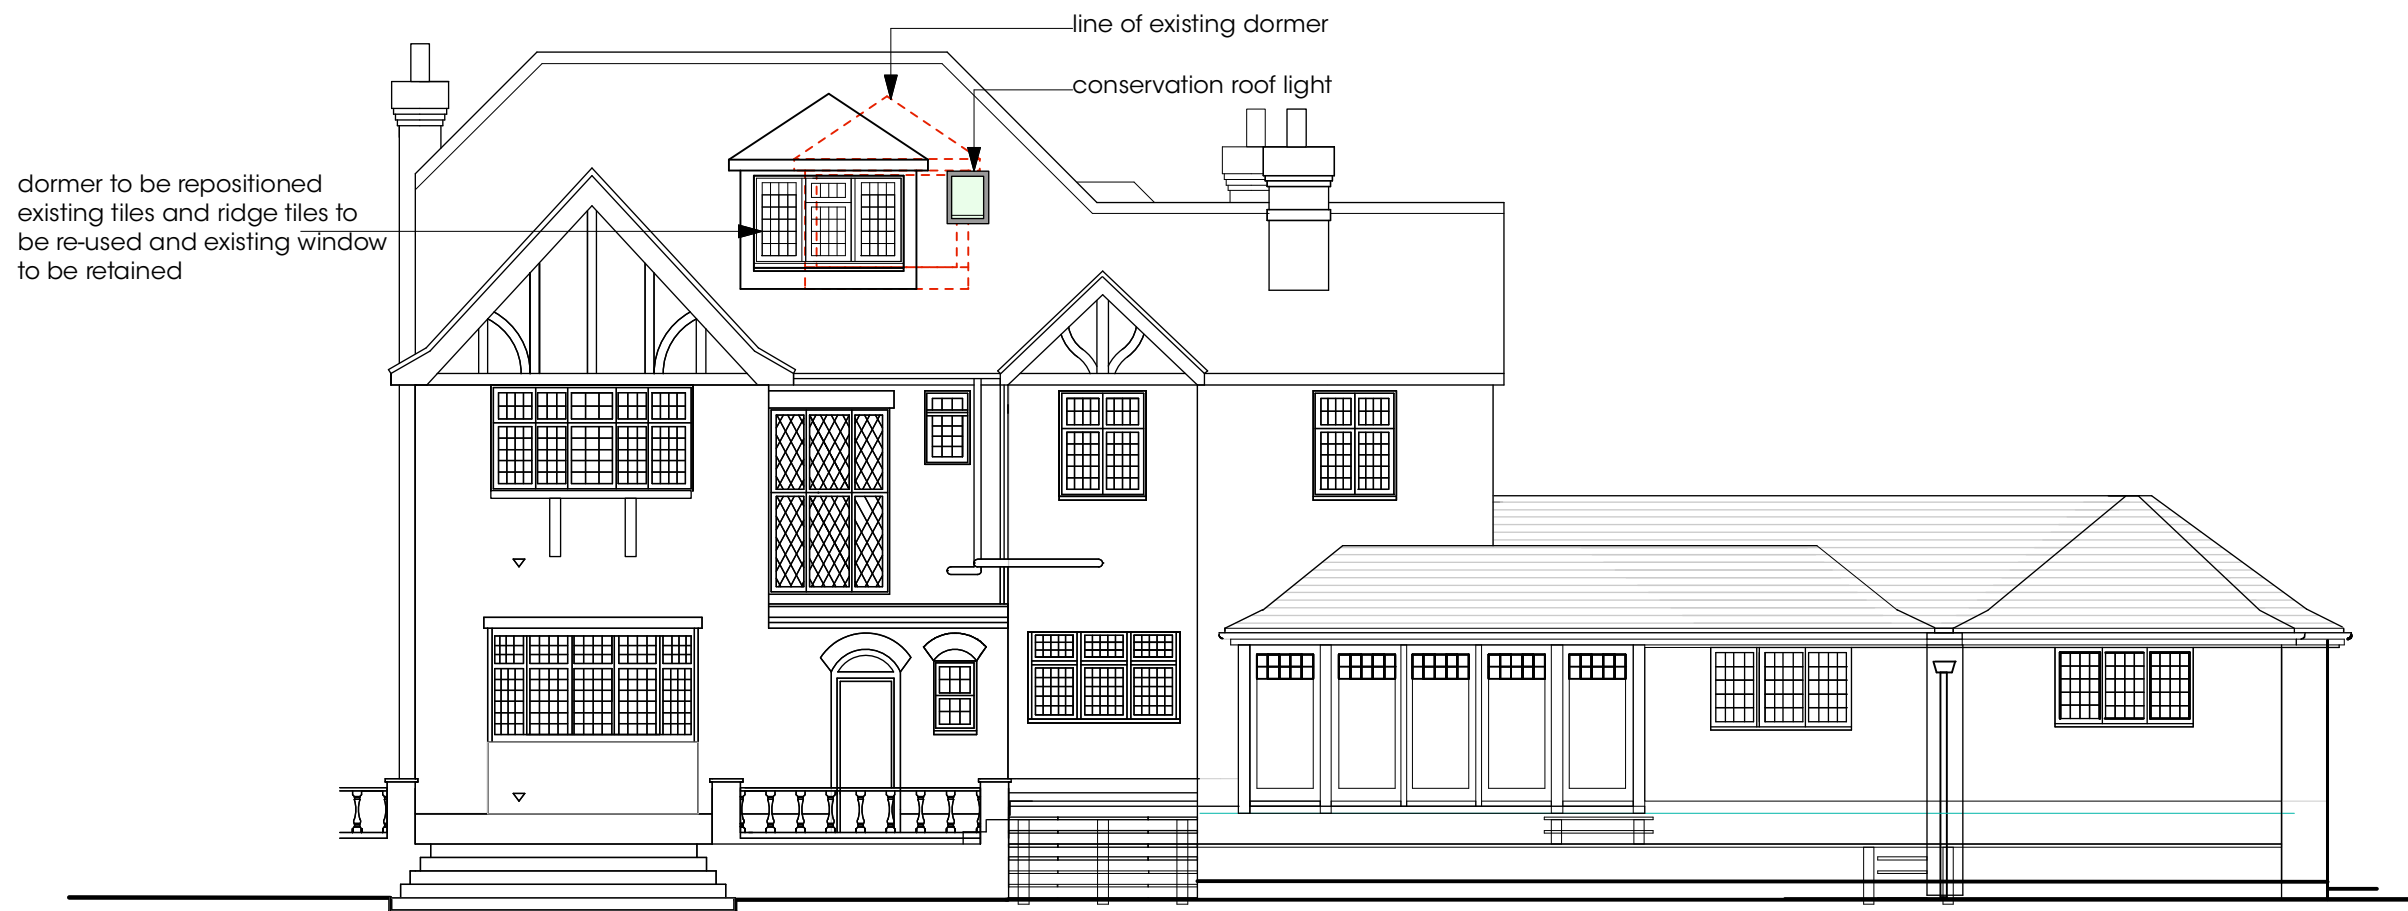 line of existing dormer
conservation roof light
dormer to be repositioned
existing tiles and ridge tiles to
be re-used and existing window
to be retained